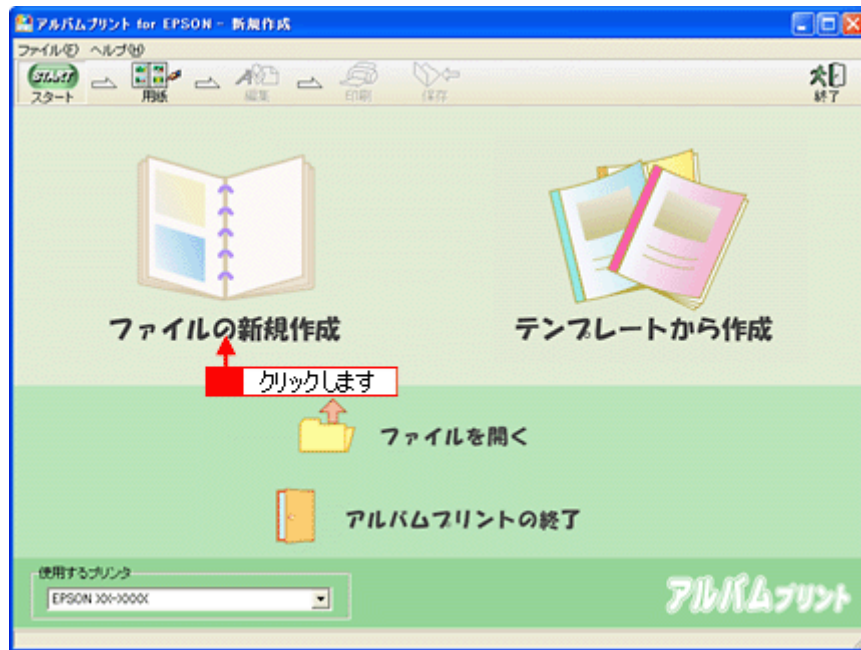 アルバムプリント for EPSON - 新規作成
ファイル(F) ヘルプ(H)
START
スタート 用紙 編集 印刷 保存 終了
ファイルの新規作成 テンプレートから作成
クリックします
ファイルを開く
アルバムプリントの終了
使用するプリンタ
EPSON XX-XXXX
アルバムプリント